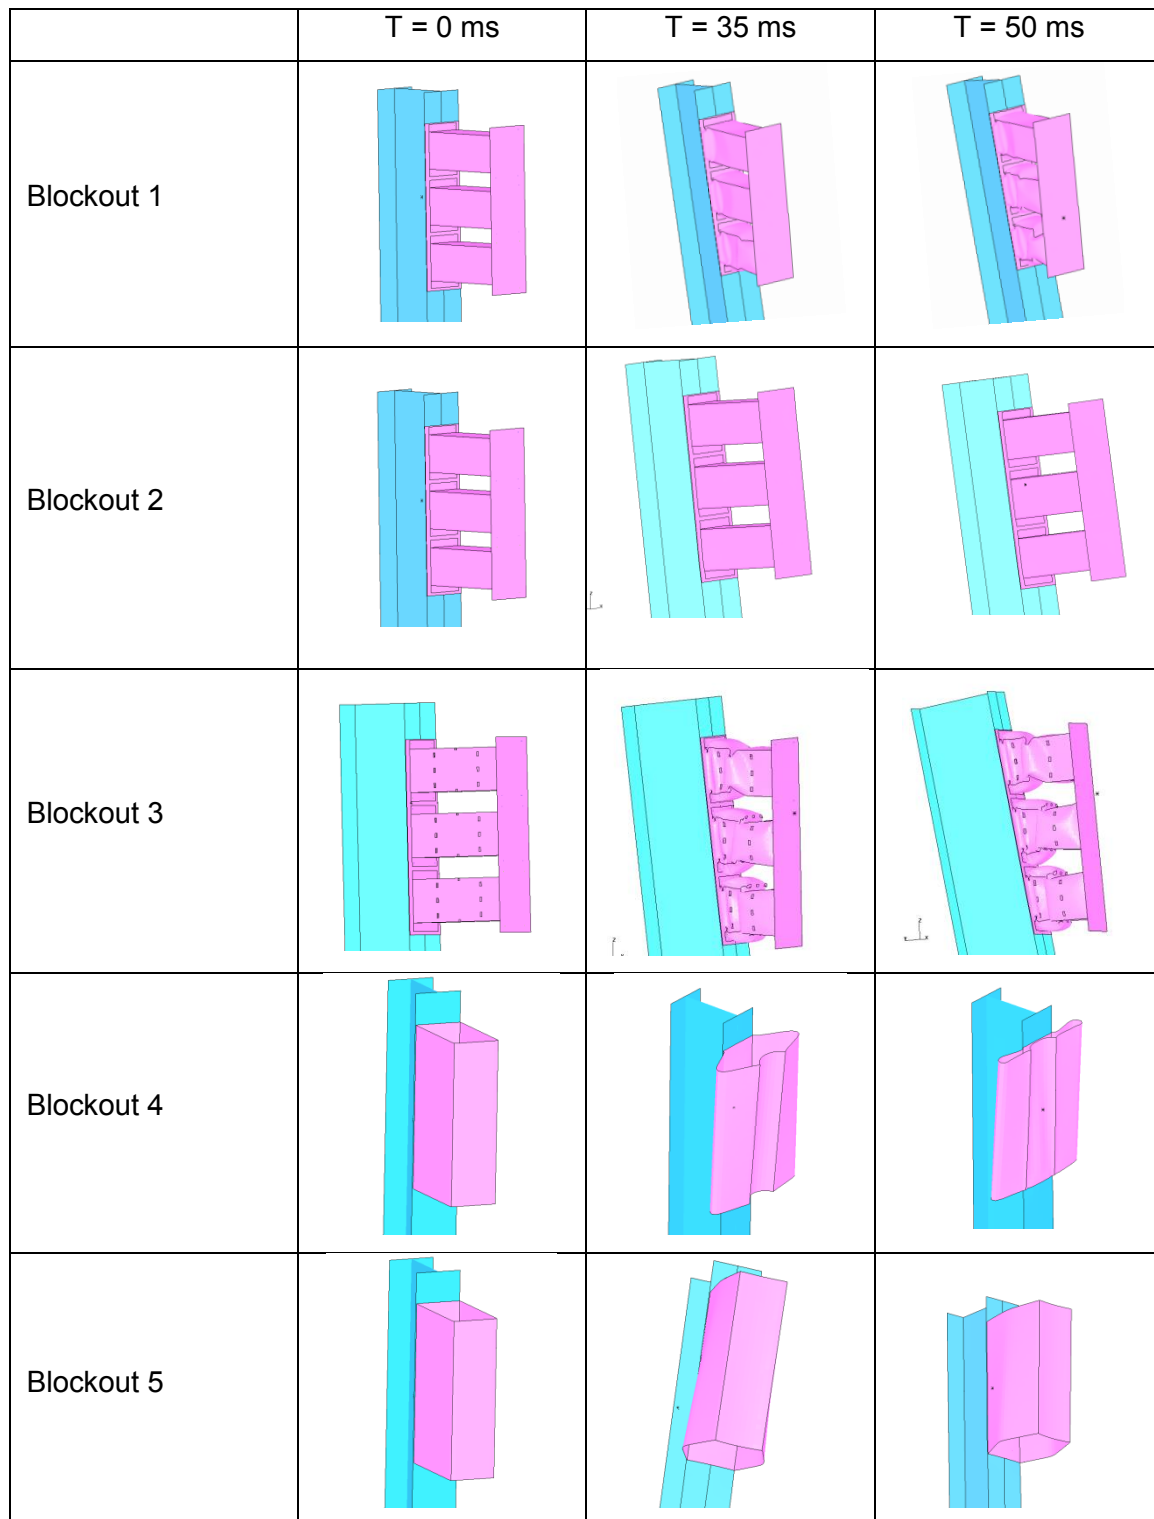 T = 0 ms T = 35 ms T = 50 ms
Blockout 1
Blockout 2
Blockout 3
Blockout 4
Blockout 5